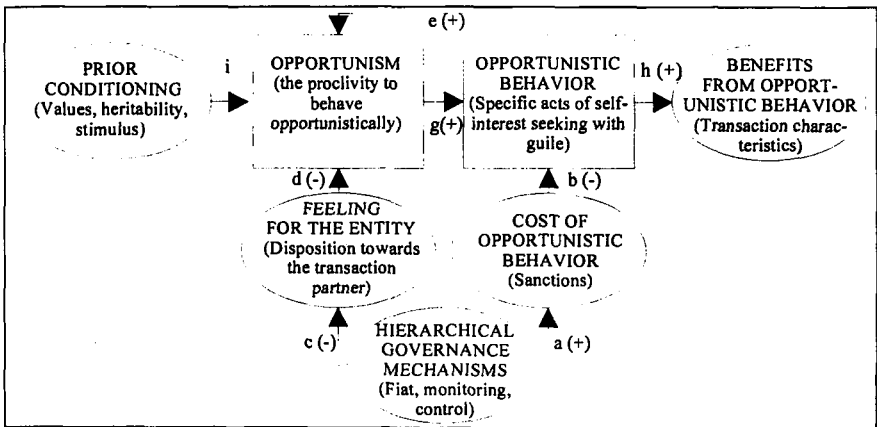 e (+)
PRIOR
CONDITIONING
(Values, heritability,
stimulus)
i
OPPORTUNISM
(the proclivity to
behave
opportunistically)
g(+)
OPPORTUNISTIC
BEHAVIOR
(Specific acts of self-
interest seeking with
guile)
h (+)
BENEFITS
FROM OPPORT-
UNISTIC BEHAVIOR
(Transaction charac-
teristics)
d (-)
b (-)
FEELING
FOR THE ENTITY
(Disposition towards
the transaction
partner)
COST OF
OPPORTUNISTIC
BEHAVIOR
(Sanctions)
c (-)
a (+)
HIERARCHICAL
GOVERNANCE
MECHANISMS
(Fiat, monitoring,
control)